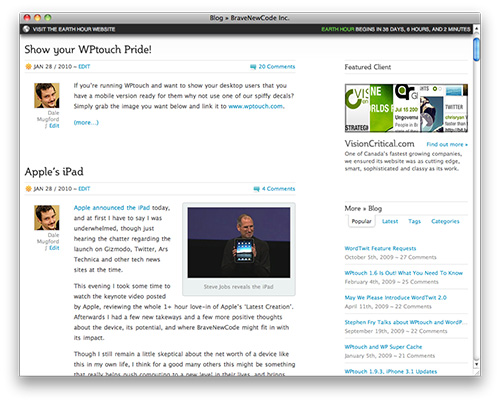 Blog » BraveNewCode Inc.
VISIT THE EARTH HOUR WEBSITE
EARTH HOUR BEGINS IN 38 DAYS, 6 HOURS, AND 2 MINUTES
Show your WPtouch Pride!
JAN 28 / 2010 – EDIT
20 Comments
Dale
Mugford
| Edit
If you're running WPtouch and want to show your desktop users that you
have a mobile version ready for them why not use one of our spiffy decals?
Simply grab the image you want below and link it to www.wptouch.com.
(more...)
Apple's iPad
JAN 28 / 2010 – EDIT
4 Comments
Dale
Mugford
| Edit
Apple announced the iPad today,
and at first I have to say I was
underwhelmed, though just
hearing the chatter regarding the
launch on Gizmodo, Twitter, Ars
Technica and other tech news
sites at the time.
Steve Jobs reveals the iPad
This evening I took some time to
watch the keynote video posted
by Apple, reviewing the whole 1+ hour love-in of Apple's 'Latest Creation'.
Afterwards I had a few new takeaways and a few more positive thoughts
about the device, its potential, and where BraveNewCode might fit in with
its impact.
Though I still remain a little skeptical about the net worth of a device like
this in my own life, I think for a good many others this might be something
that really helps push computing to a new level in their lives, and brings
Featured Client
VISION
TWITTER
Jul 15 200
Ungoverno
People in
VisionCritical.com
Find out more »
One of Canada's fastest growing companies,
we ensured its website was as cutting edge,
smart, sophisticated and classy as its work.
More » Blog
Popular
Latest
Tags
Categories
WordTwit Feature Requests
October 15th, 2009 – 27 Comments
WPtouch 1.6 Is Out! What You Need To Know
February 4th, 2009 – 25 Comments
May We Please Introduce WordTwit 2.0
April 11th, 2009 – 22 Comments
Stephen Fry Talks about WPtouch and WordP...
September 19th, 2009 – 22 Comments
WPtouch and WP Super Cache
January 5th, 2009 – 21 Comments
WPtouch 1.9.3, iPhone 3.1 Updates